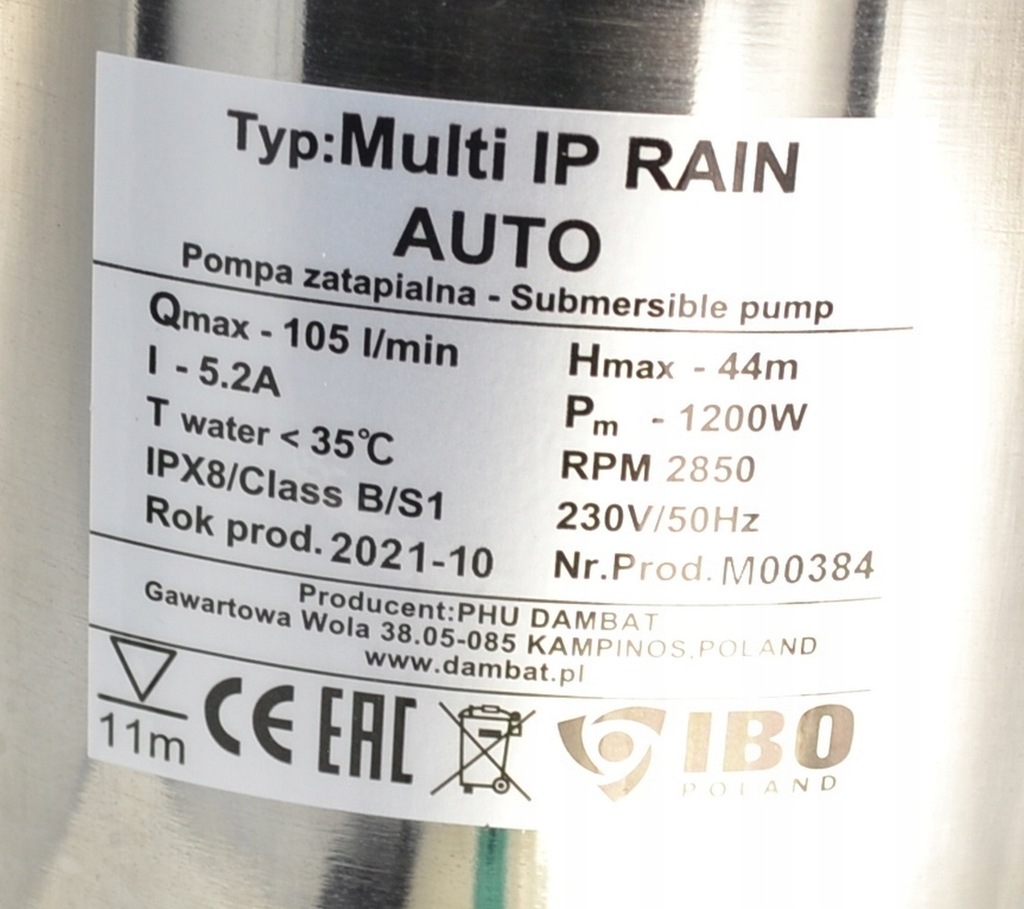 Typ:Multi IP RAIN
AUTO
Pompa zatapialna - Submersible pump
Qmax - 105 l/min
Hmax - 44m
I - 5.2A
Pm - 1200W
T water < 35℃
RPM 2850
IPX8/Class B/S1
230V/50Hz
Rok prod. 2021-10
Nr.Prod. M00384
Producent:PHU DAMBAT
Gawartowa Wola 38.05-085 KAMPINOS,POLAND
www.dambat.pl
11m
CE EAC
IBO
POLAND